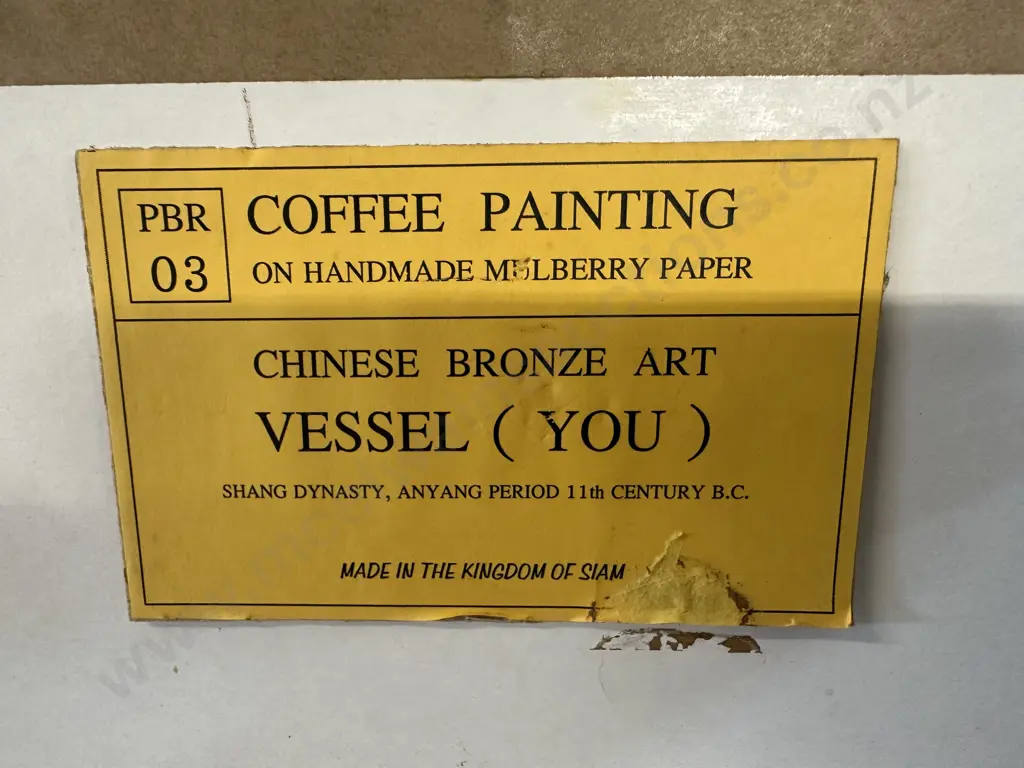 PBR
03
COFFEE PAINTING
ON HANDMADE MULBERRY PAPER
CHINESE BRONZE ART
VESSEL ( YOU )
SHANG DYNASTY, ANYANG PERIOD 11th CENTURY B.C.
MADE IN THE KINGDOM OF SIAM